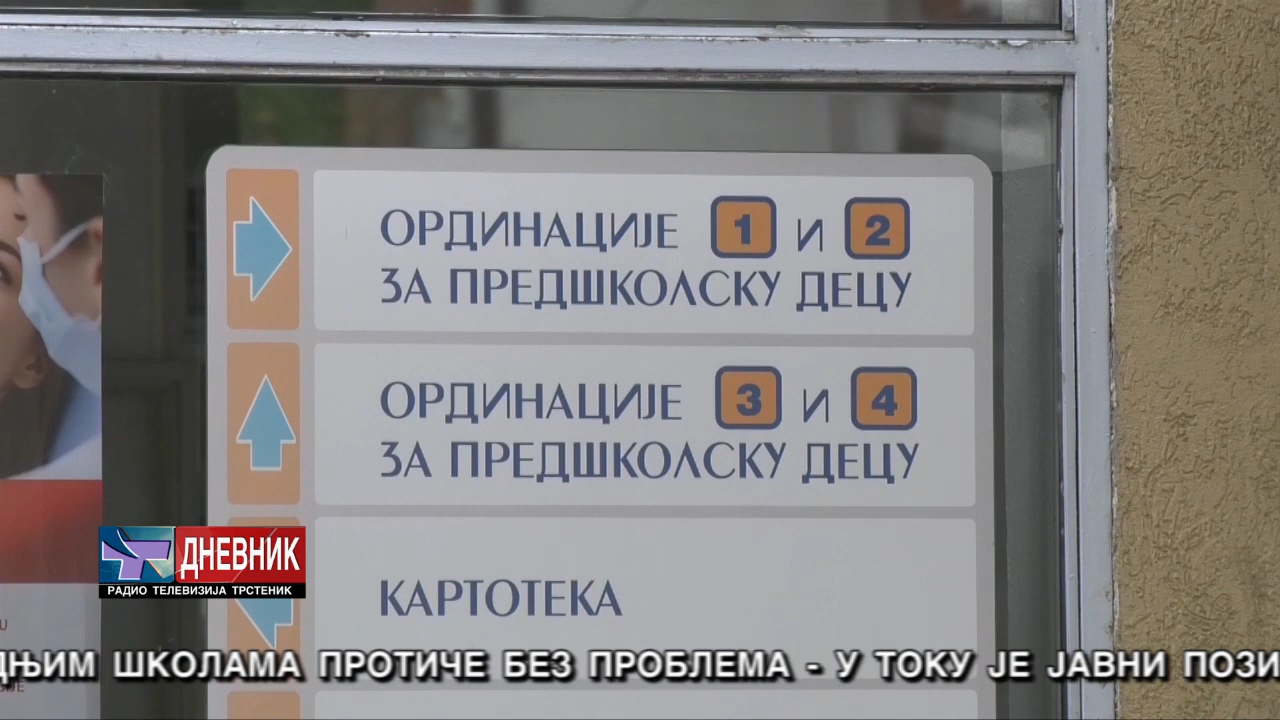 ОРДИНАЦИЈЕ 1 И 2
ЗА ПРЕДШКОЛСКУ ДЕЦУ
ОРДИНАЦИЈЕ 3 И 4
ЗА ПРЕДШКОЛСКУ ДЕЦУ
КАРТОТЕКА
ДНЕВНИК
РАДИО ТЕЛЕВИЗИЈА ТРСТЕНИК
ШКОЛАМА ПРОТИЧЕ БЕЗ ПРОБЛЕМА - У ТОКУ ЈЕ ЈАВНИ